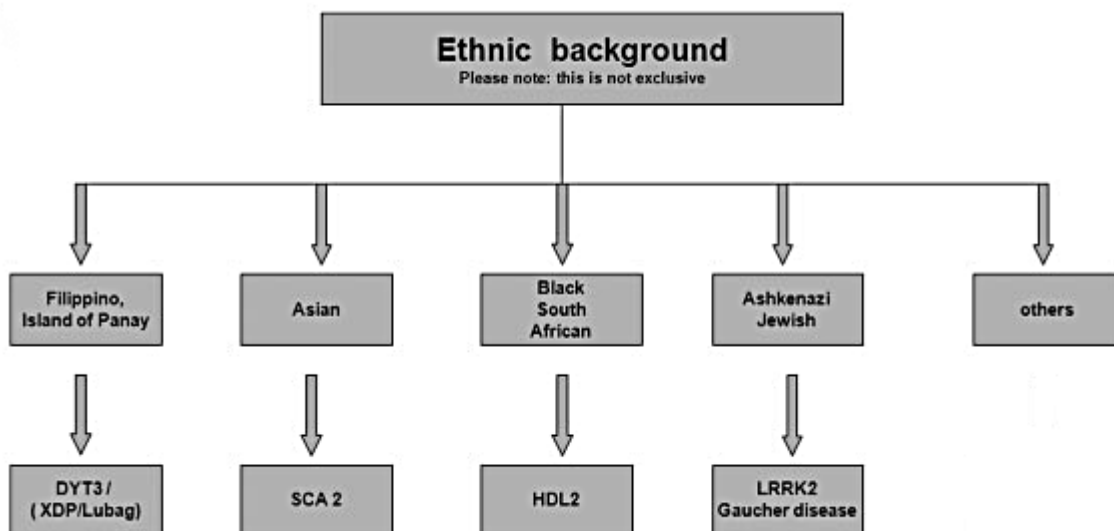 Ethnic background
Please note: this is not exclusive
Filippino,
Island of Panay
Asian
Black
South
African
Ashkenazi
Jewish
others
DYT3 /
( XDP/Lubag)
SCA 2
HDL2
LRRK2
Gaucher disease